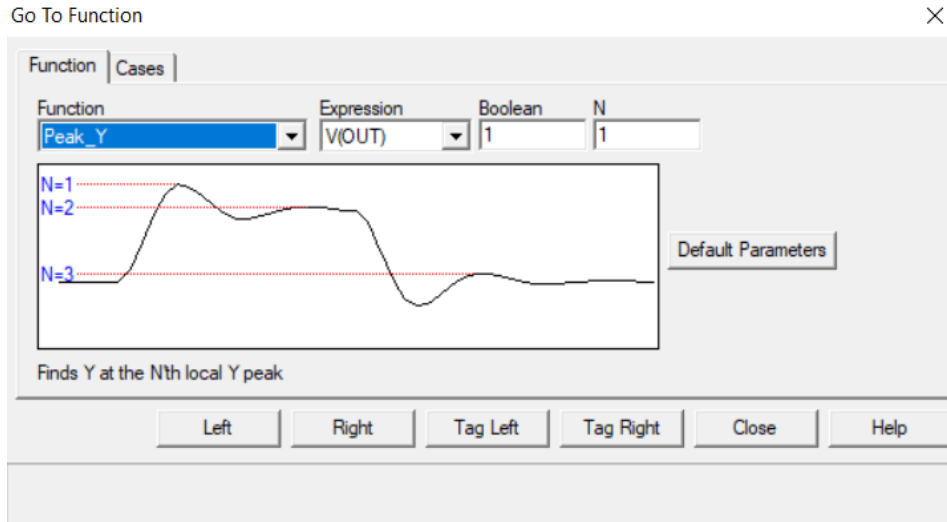 Go To Function
Function Cases
Function Expression Boolean N
Peak_Y V(OUT) 1 1
N=1
N=2
N=3
Default Parameters
Finds Y at the N'th local Y peak
Left Right Tag Left Tag Right Close Help